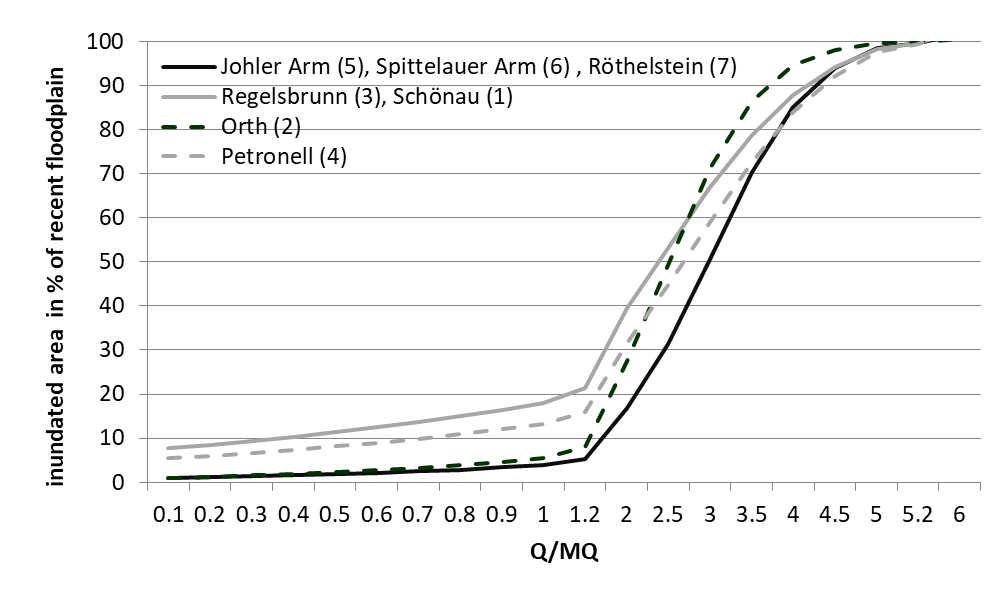 inundated area in % of recent floodplain
100
90
80
70
60
50
40
30
20
10
0
Johler Arm (5), Spittelauer Arm (6) , Röthelstein (7)
Regelsbrunn (3), Schönau (1)
Orth (2)
Petronell (4)
0.1 0.2 0.3 0.4 0.5 0.6 0.7 0.8 0.9 1 1.2 2 2.5 3 3.5 4 4.5 5 5.2 6
Q/MQ